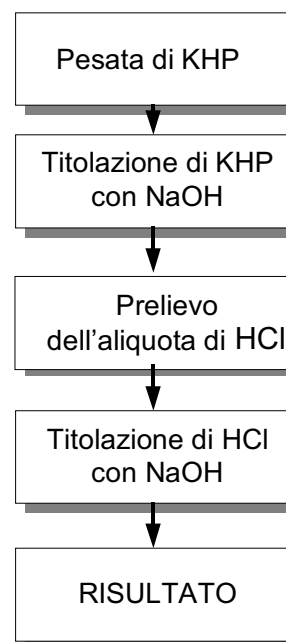 Pesata di KHP
Titolazione di KHP
con NaOH
Prelievo
dell'aliquota di HCl
Titolazione di HCl
con NaOH
RISULTATO